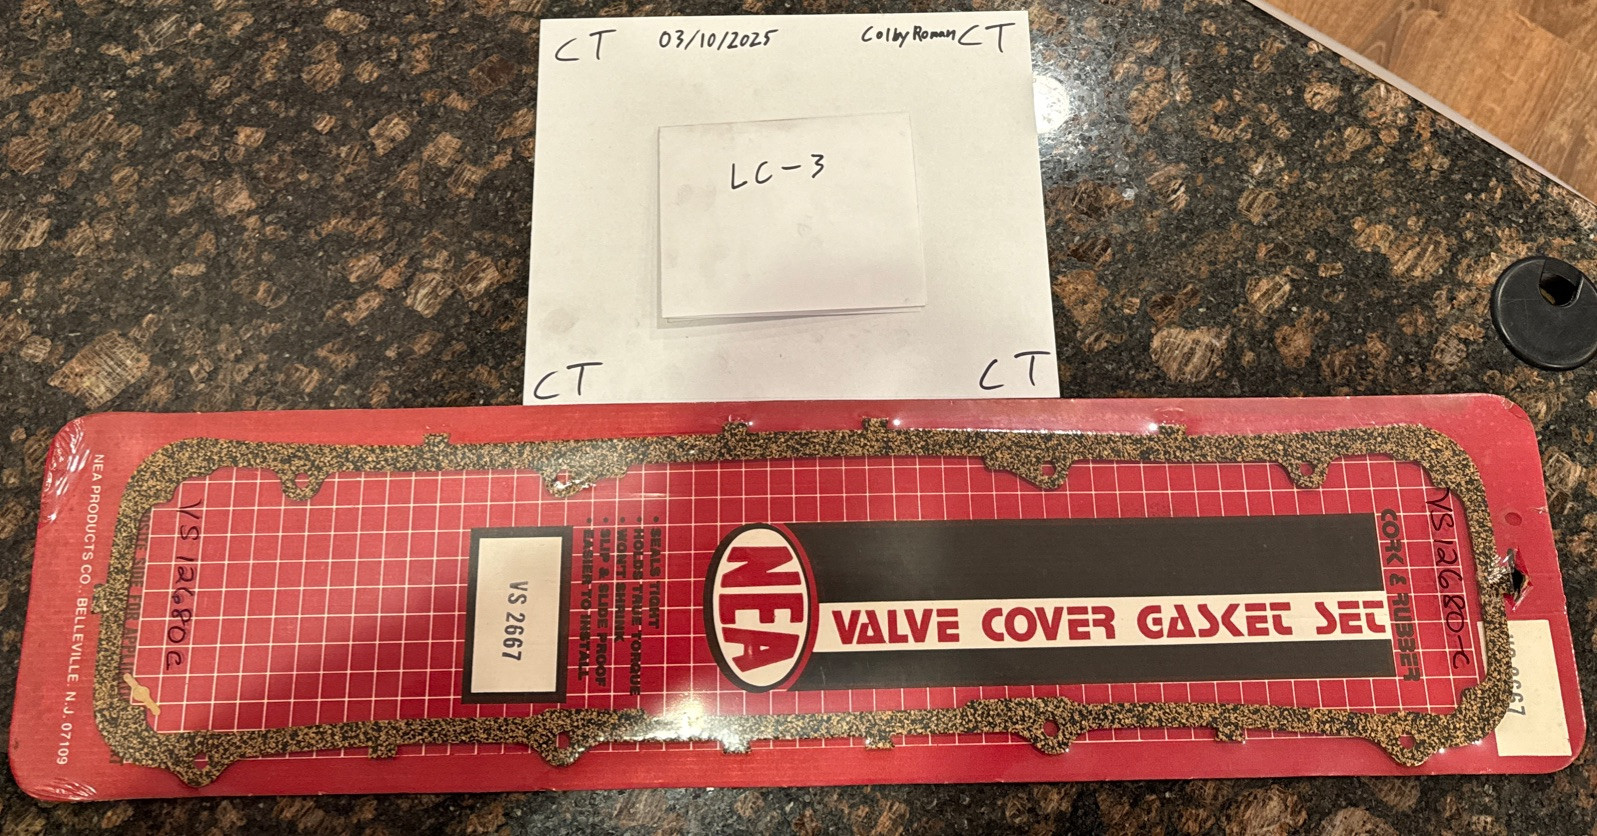 CT 03/10/2025 Colby Roman CT
LC-3
CT CT
NEA PRODUCTS CO., BELLEVILLE, N.J. 07109
VS12680C
VS 2667
• SEALS TIGHT
• HOLDS TRUE TORQUE
• WON'T SHRINK
• SLIP & SLIDE PROOF
• EASIER TO INSTALL
NEA
VALVE COVER GASKET SET
CORK & RUBBER
VS12680-C
2667